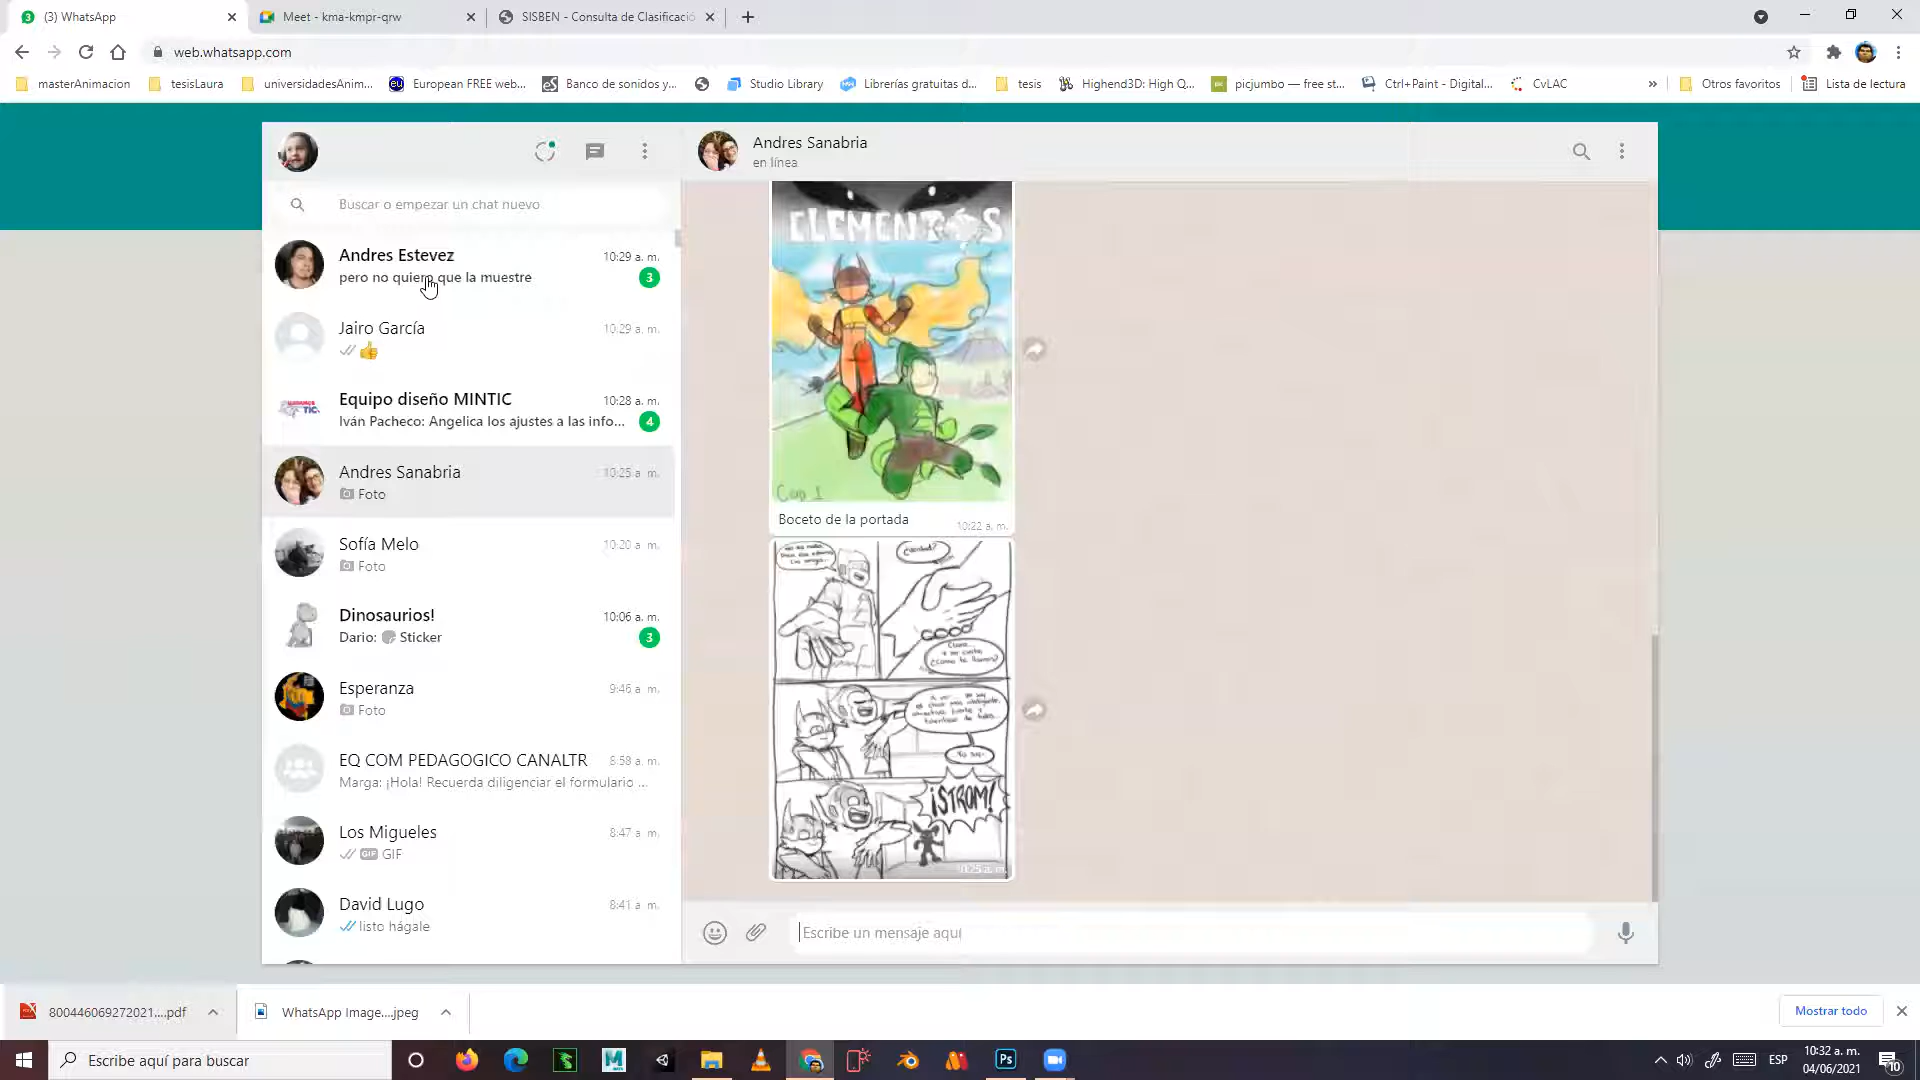 (3) WhatsApp
Meet - kma-kmpr-qrw
SISBEN - Consulta de Clasificació
web.whatsapp.com
masterAnimacion
tesisLaura
universidadesAnim...
European FREE web...
Banco de sonidos y...
Studio Library
Librerías gratuitas d...
tesis
Highend3D: High Q...
picjumbo — free st...
Ctrl+Paint - Digital...
CvLAC
»
Otros favoritos
Lista de lectura
Buscar o empezar un chat nuevo
Andres Estevez
10:29 a. m.
pero no quiero que la muestre
3
Jairo García
10:29 a. m.
Equipo diseño MINTIC
10:28 a. m.
Iván Pacheco: Angelica los ajustes a las info...
4
Andres Sanabria
10:25 a. m.
Foto
Sofía Melo
10:20 a. m.
Foto
Dinosaurios!
10:06 a. m.
Dario: Sticker
3
Esperanza
9:46 a. m.
Foto
EQ COM PEDAGOGICO CANALTR
8:58 a. m.
Marga: ¡Hola! Recuerda diligenciar el formulario ...
Los Migueles
8:47 a. m.
GIF GIF
David Lugo
8:41 a. m.
listo hágale
Andres Sanabria
en línea
ELEMENTOS
Cap 1
Boceto de la portada
10:22 a. m.
¡STROM!
10:25 a. m.
Escribe un mensaje aquí
800446069272021....pdf
WhatsApp Image....jpeg
Mostrar todo
Escribe aquí para buscar
Ps
ESP
10:32 a. m.
04/06/2021
10